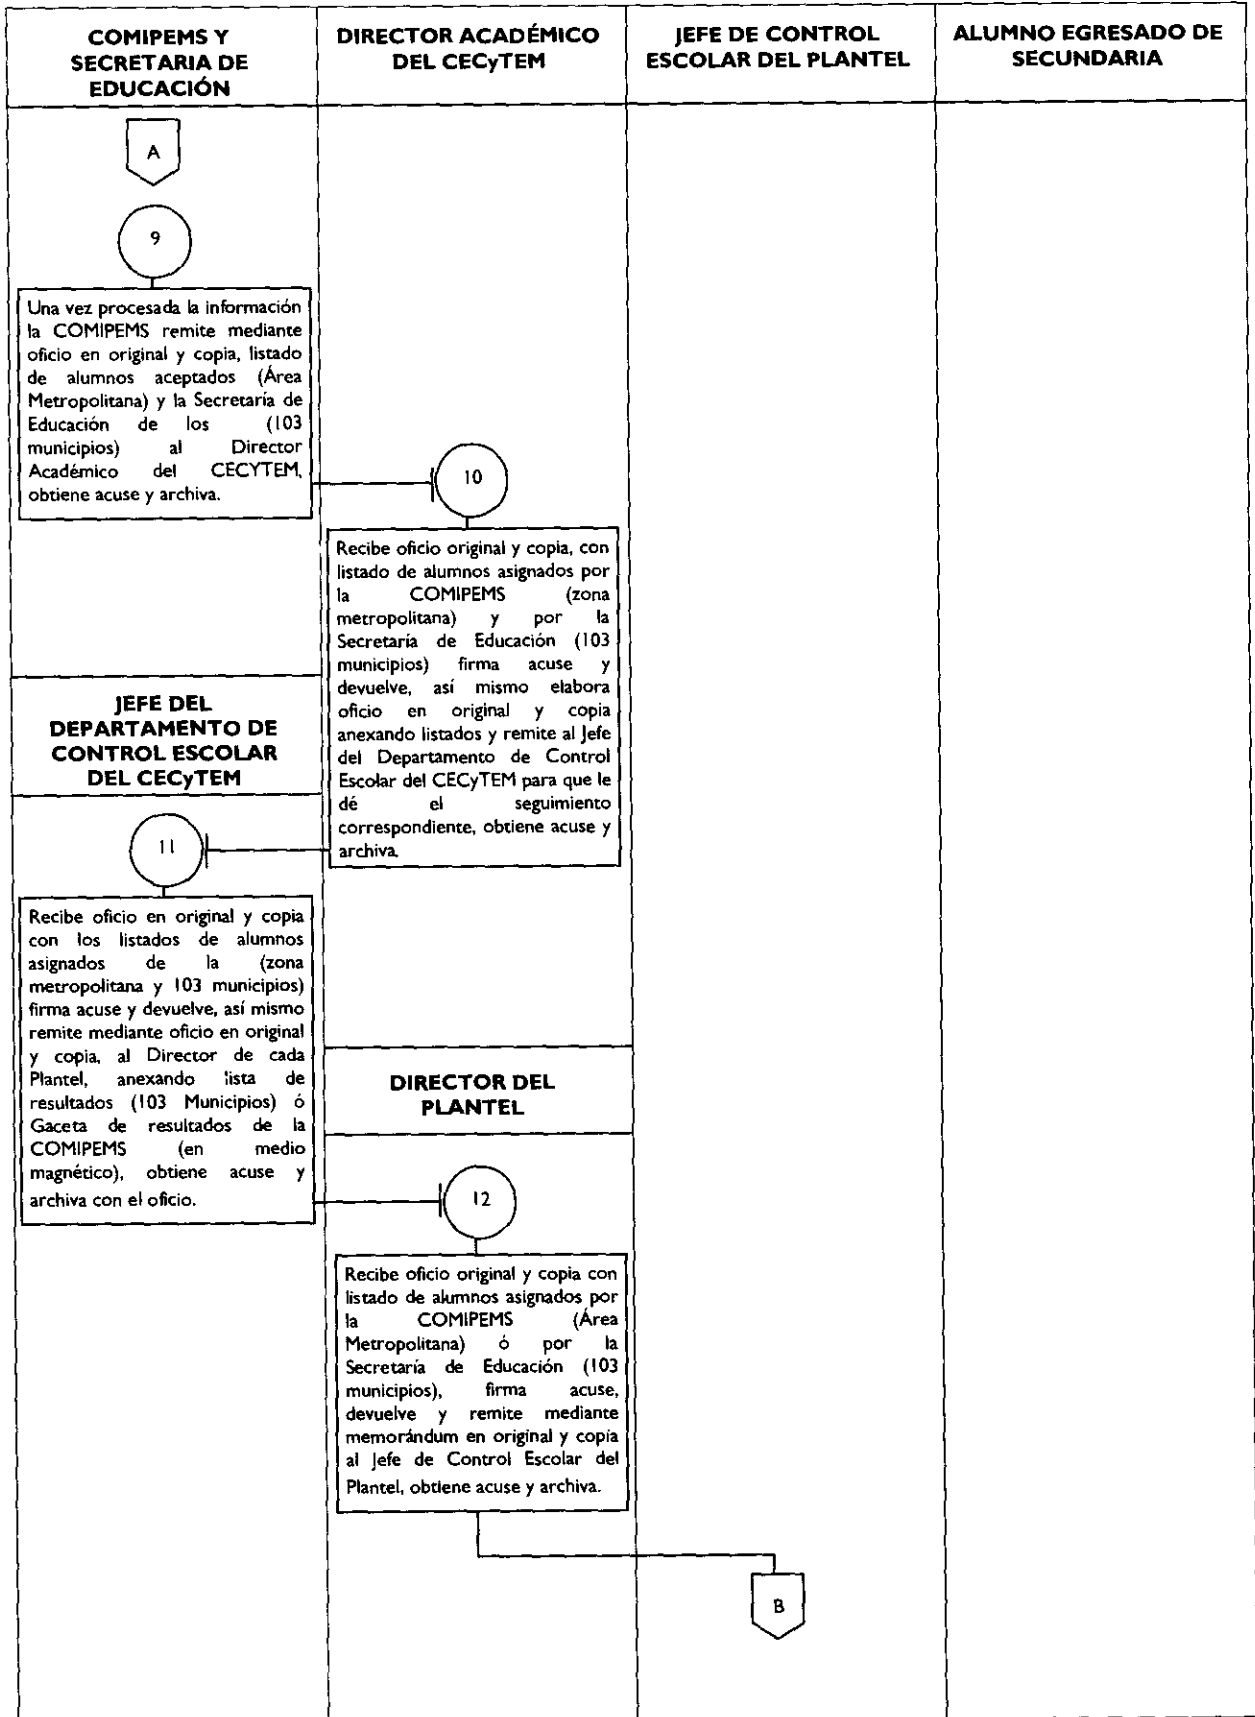 COMIPEMS Y
SECRETARIA DE
EDUCACIÓN
DIRECTOR ACADÉMICO
DEL CECyTEM
JEFE DE CONTROL
ESCOLAR DEL PLANTEL
ALUMNO EGRESADO DE
SECUNDARIA
A
9
Una vez procesada la información
la COMIPEMS remite mediante
oficio en original y copia, listado
de alumnos aceptados (Área
Metropolitana) y la Secretaría de
Educación de los (103
municipios) al Director
Académico del CECYTEM,
obtiene acuse y archiva.
10
Recibe oficio original y copia, con
listado de alumnos asignados por
la COMIPEMS (zona
metropolitana) y por la
Secretaría de Educación (103
municipios) firma acuse y
devuelve, así mismo elabora
oficio en original y copia
anexando listados y remite al Jefe
del Departamento de Control
Escolar del CECyTEM para que le
dé el seguimiento
correspondiente, obtiene acuse y
archiva.
JEFE DEL
DEPARTAMENTO DE
CONTROL ESCOLAR
DEL CECyTEM
11
Recibe oficio en original y copia
con los listados de alumnos
asignados de la (zona
metropolitana y 103 municipios)
firma acuse y devuelve, así mismo
remite mediante oficio en original
y copia, al Director de cada
Plantel, anexando lista de
resultados (103 Municipios) ó
Gaceta de resultados de la
COMIPEMS (en medio
magnético), obtiene acuse y
archiva con el oficio.
DIRECTOR DEL
PLANTEL
12
Recibe oficio original y copia con
listado de alumnos asignados por
la COMIPEMS (Área
Metropolitana) ó por la
Secretaría de Educación (103
municipios), firma acuse,
devuelve y remite mediante
memorándum en original y copia
al Jefe de Control Escolar del
Plantel, obtiene acuse y archiva.
B